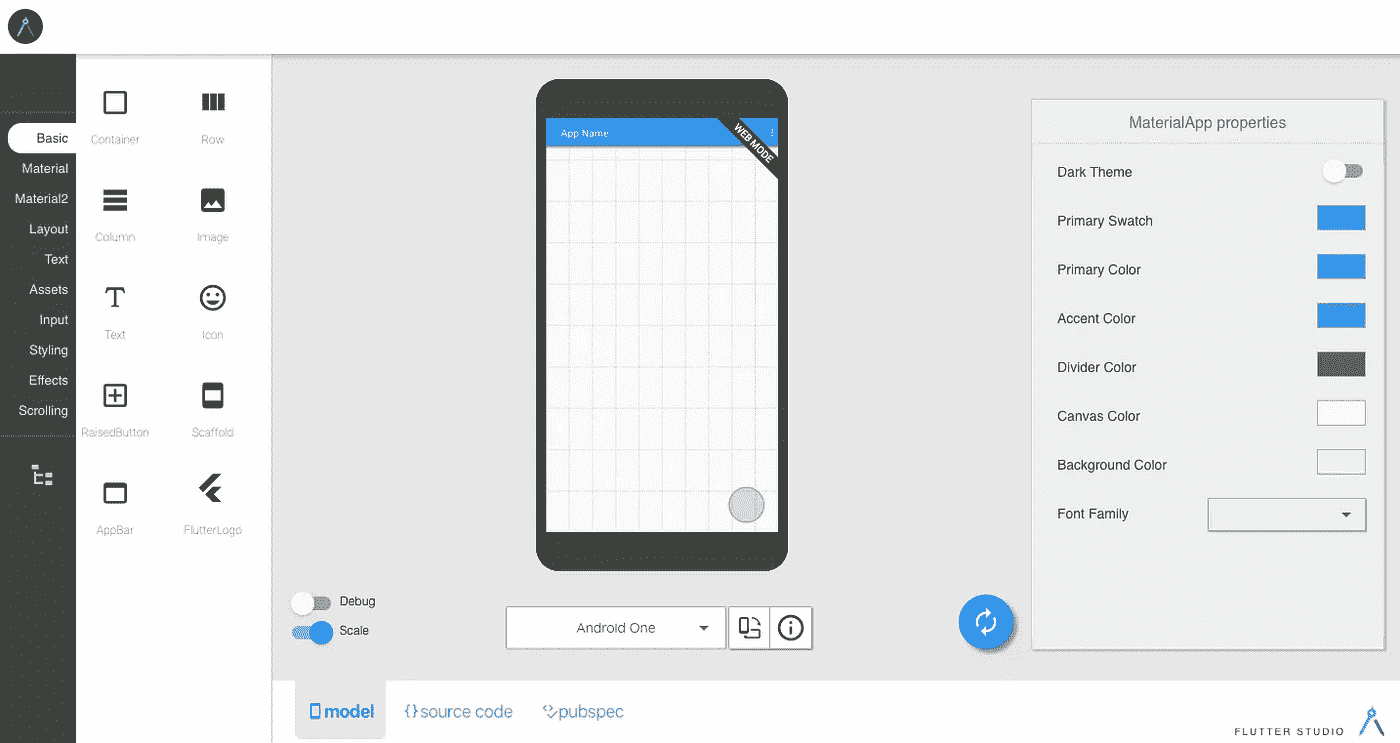 Basic
Material
Material2
Layout
Text
Assets
Input
Styling
Effects
Scrolling
Container
Row
Column
Image
Text
Icon
RaisedButton
Scaffold
AppBar
FlutterLogo
App Name
WEB MODE
Debug
Scale
Android One
MaterialApp properties
Dark Theme
Primary Swatch
Primary Color
Accent Color
Divider Color
Canvas Color
Background Color
Font Family
model
{} source code
pubspec
FLUTTER STUDIO